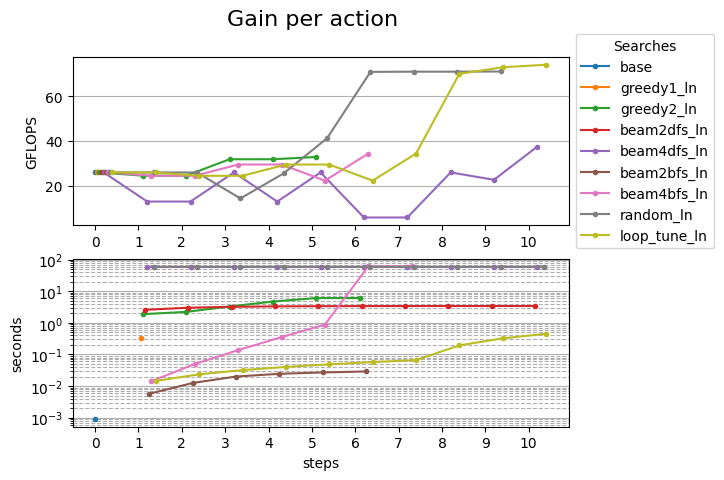 Gain per action
GFLOPS
60
40
20
0 1 2 3 4 5 6 7 8 9 10
Searches
base
greedy1_ln
greedy2_ln
beam2dfs_ln
beam4dfs_ln
beam2bfs_ln
beam4bfs_ln
random_ln
loop_tune_ln
seconds
10²
10¹
10⁰
10⁻¹
10⁻²
10⁻³
0 1 2 3 4 5 6 7 8 9 10
steps